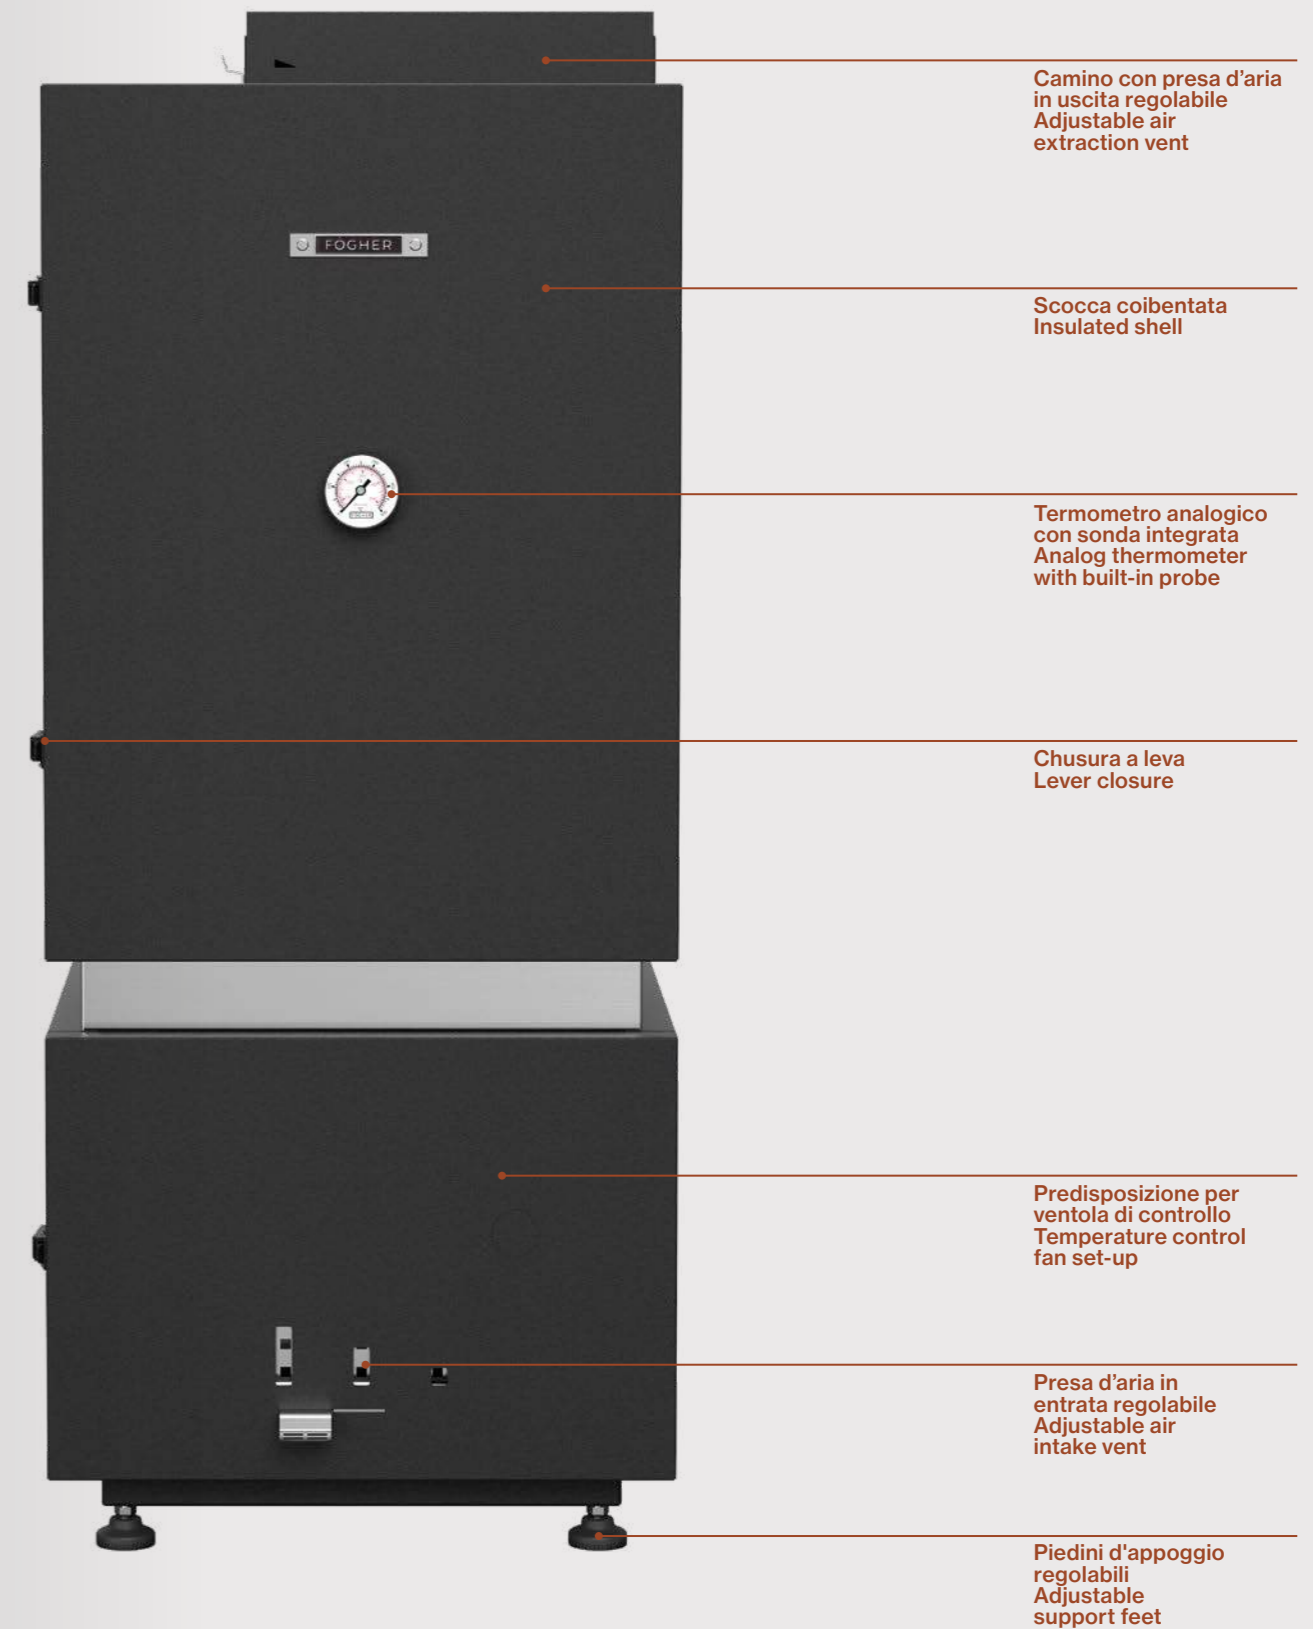 Camino con presa d’aria
in uscita regolabile
Adjustable air
extraction vent
FÒGHER
Scocca coibentata
Insulated shell
Termometro analogico
con sonda integrata
Analog thermometer
with built-in probe
Chusura a leva
Lever closure
Predisposizione per
ventola di controllo
Temperature control
fan set-up
Presa d’aria in
entrata regolabile
Adjustable air
intake vent
Piedini d'appoggio
regolabili
Adjustable
support feet